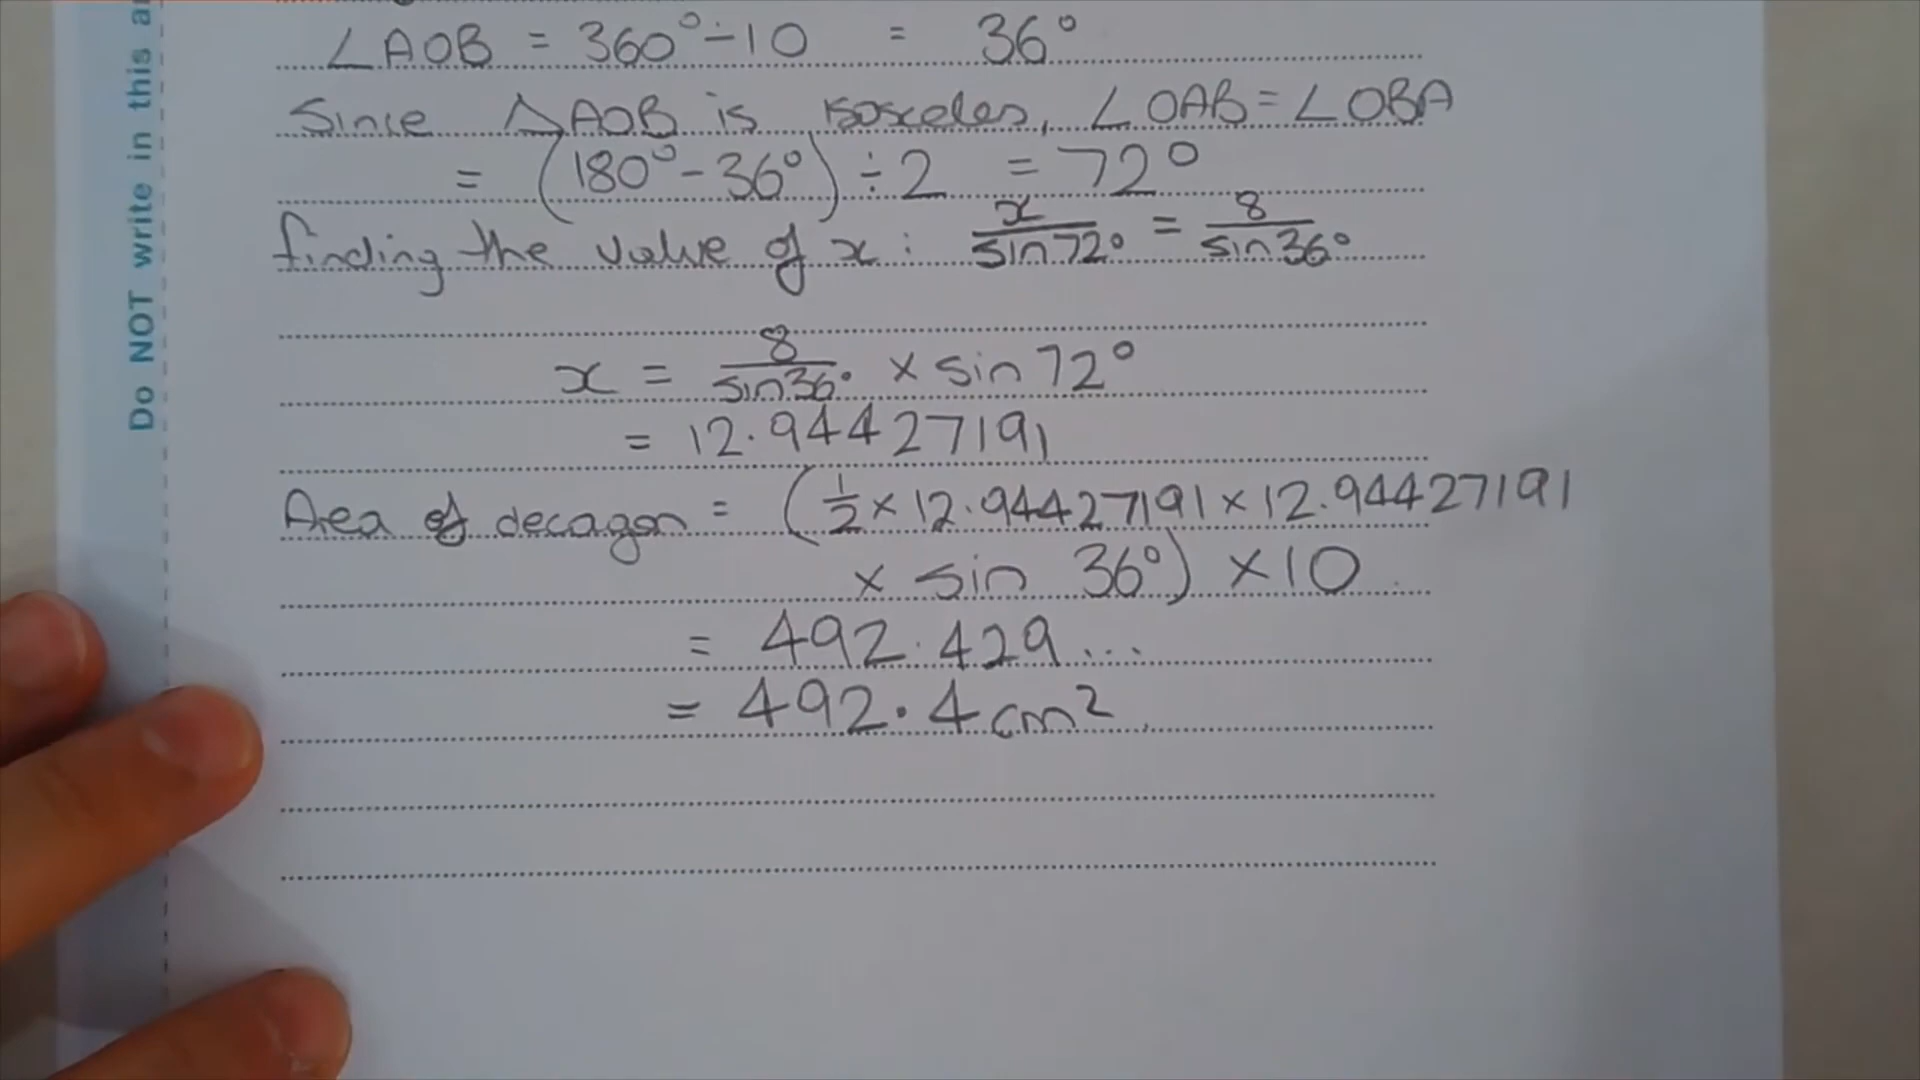 ∠AOB = 360° ÷ 10 = 36°
Since △AOB is isosceles, ∠OAB = ∠OBA
= (180° - 36°) ÷ 2 = 72°
finding the value of x : x/sin72° = 8/sin36°
x = 8/sin36° × sin 72°
= 12.94427191
Area of decagon = (1/2 × 12.94427191 × 12.94427191
× sin 36°) × 10
= 492.429...
= 492.4 cm²
Do NOT write in this